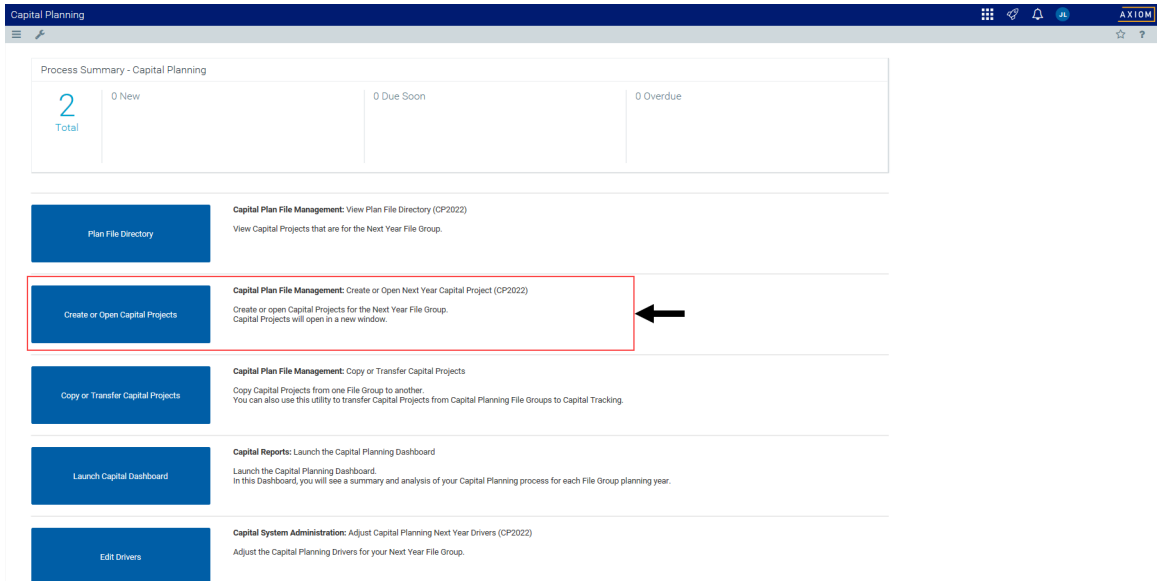 Capital Planning
JL
AXIOM
?
Process Summary - Capital Planning
2
Total
0 New
0 Due Soon
0 Overdue
Plan File Directory
Capital Plan File Management: View Plan File Directory (CP2022)
View Capital Projects that are for the Next Year File Group.
Create or Open Capital Projects
Capital Plan File Management: Create or Open Next Year Capital Project (CP2022)
Create or open Capital Projects for the Next Year File Group.
Capital Projects will open in a new window.
Copy or Transfer Capital Projects
Capital Plan File Management: Copy or Transfer Capital Projects
Copy Capital Projects from one File Group to another.
You can also use this utility to transfer Capital Projects from Capital Planning File Groups to Capital Tracking.
Launch Capital Dashboard
Capital Reports: Launch the Capital Planning Dashboard
Launch the Capital Planning Dashboard.
In this Dashboard, you will see a summary and analysis of your Capital Planning process for each File Group planning year.
Edit Drivers
Capital System Administration: Adjust Capital Planning Next Year Drivers (CP2022)
Adjust the Capital Planning Drivers for your Next Year File Group.